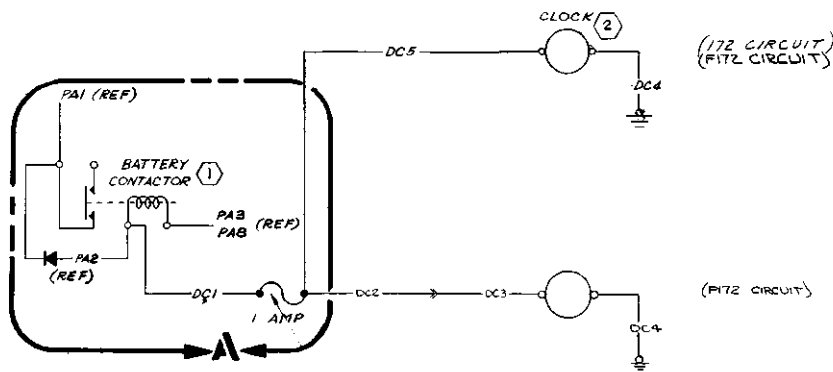 CLOCK 2
DC5
(172 CIRCUIT)
(F172 CIRCUIT)
DC4
PA1 (REF)
BATTERY
CONTACTOR 1
PA3
PA8 (REF)
PA2
(REF)
DC1
1 AMP
DC2
DC3
(F172 CIRCUIT)
DC4
A